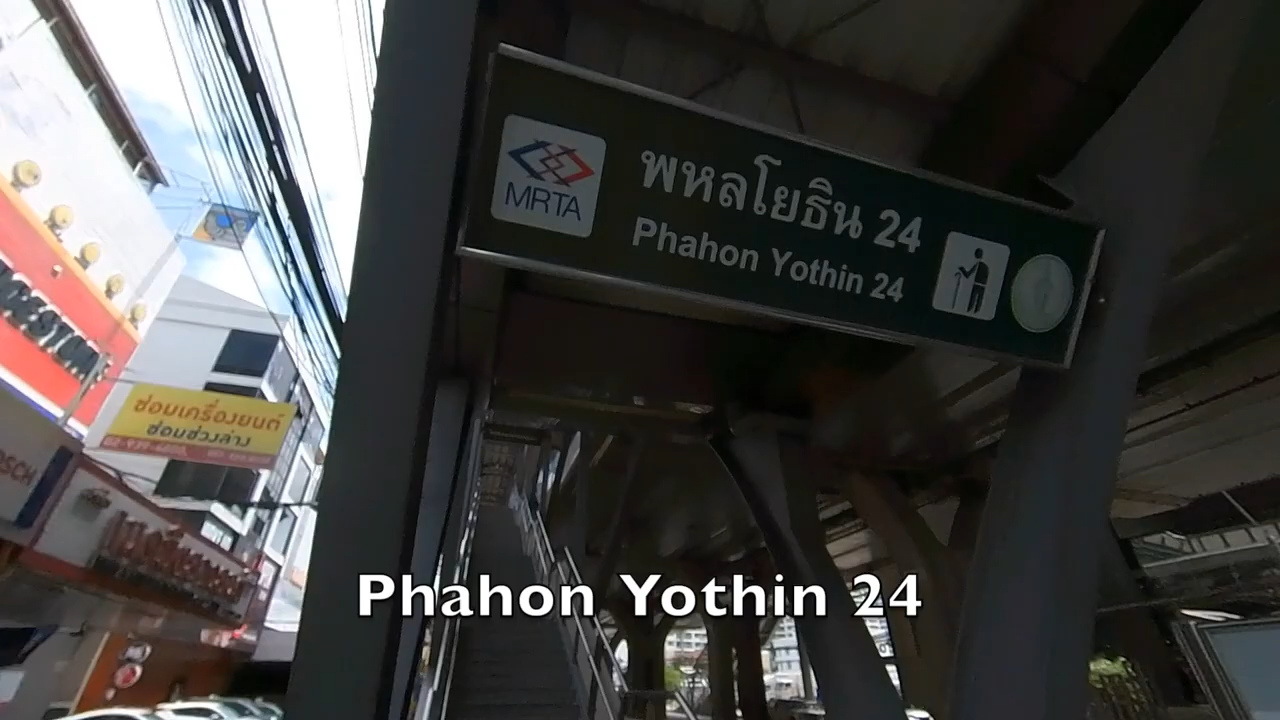 MRTA
พหลโยธิน 24
Phahon Yothin 24
ซ่อมเครื่องยนต์
ซ่อมช่วงล่าง
Phahon Yothin 24